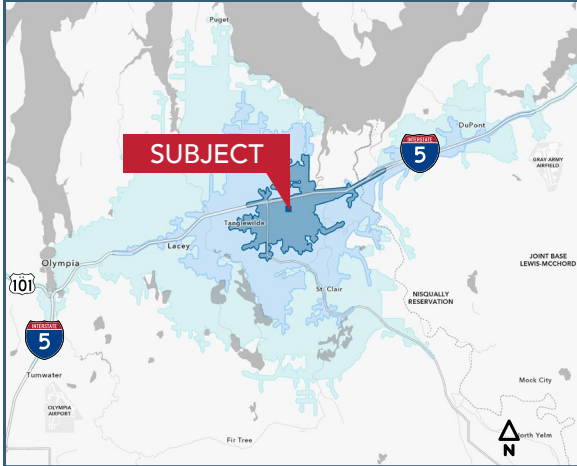 Puget
DuPont
INTERSTATE
5
GRAY ARMY
AIRFIELD
SUBJECT
Tanglewilde
Lacey
Olympia
JOINT BASE
LEWIS-MCCHORD
101
St. Clair
NISQUALLY
RESERVATION
INTERSTATE
5
Tumwater
Mock City
OLYMPIA
AIRPORT
North Yelm
Fir Tree
N